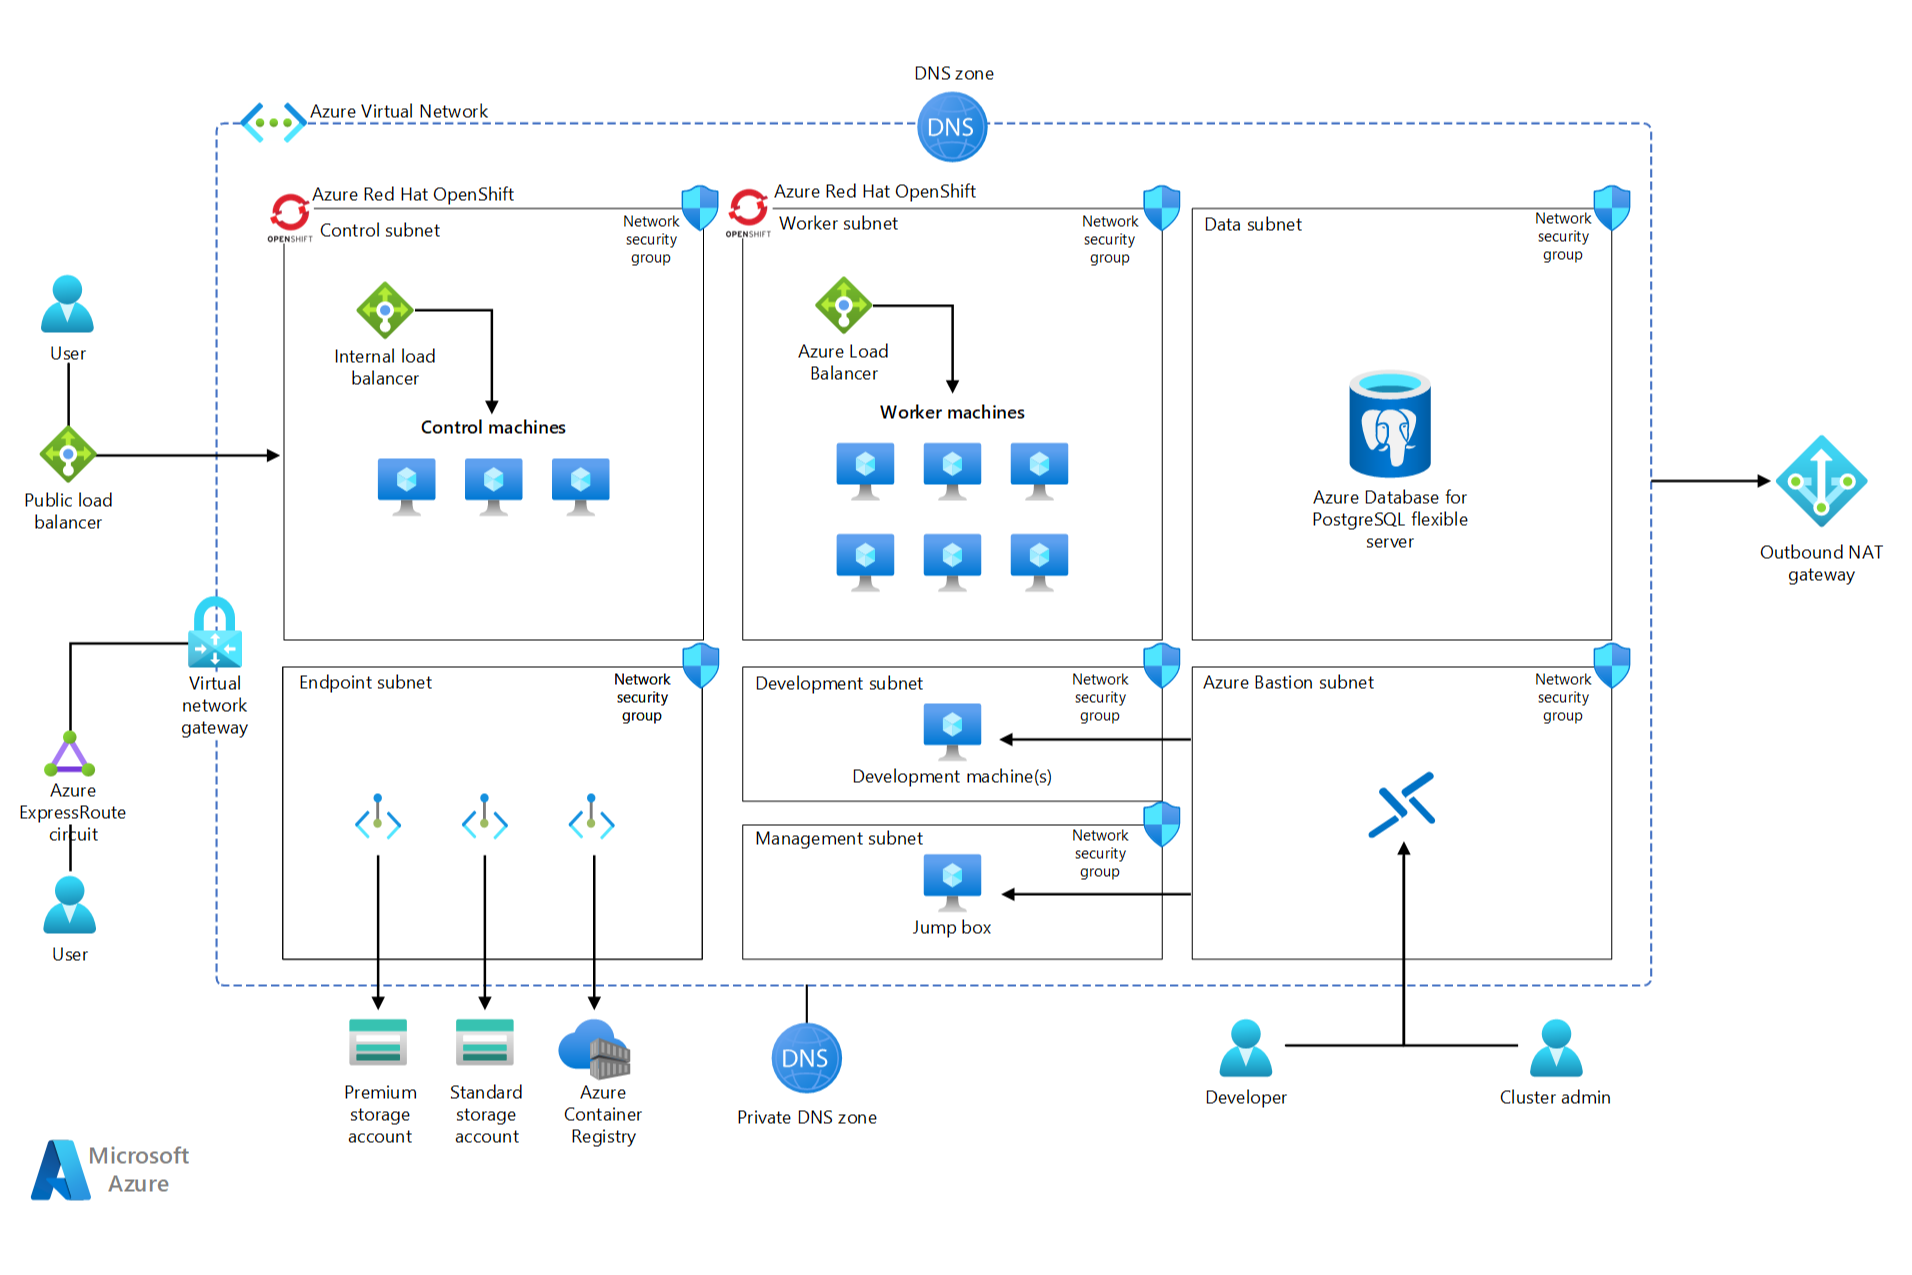 DNS zone
DNS
Azure Virtual Network
Azure Red Hat OpenShift
OPENSHIFT
Control subnet
Network
security
group
Internal load
balancer
Control machines
Azure Red Hat OpenShift
OPENSHIFT
Worker subnet
Network
security
group
Azure Load
Balancer
Worker machines
Data subnet
Network
security
group
Azure Database for
PostgreSQL flexible
server
User
Public load
balancer
Outbound NAT
gateway
Virtual
network
gateway
Azure
ExpressRoute
circuit
User
Endpoint subnet
Network
security
group
Development subnet
Network
security
group
Development machine(s)
Management subnet
Network
security
group
Jump box
Azure Bastion subnet
Network
security
group
Premium
storage
account
Standard
storage
account
Azure
Container
Registry
DNS
Private DNS zone
Developer
Cluster admin
Microsoft
Azure